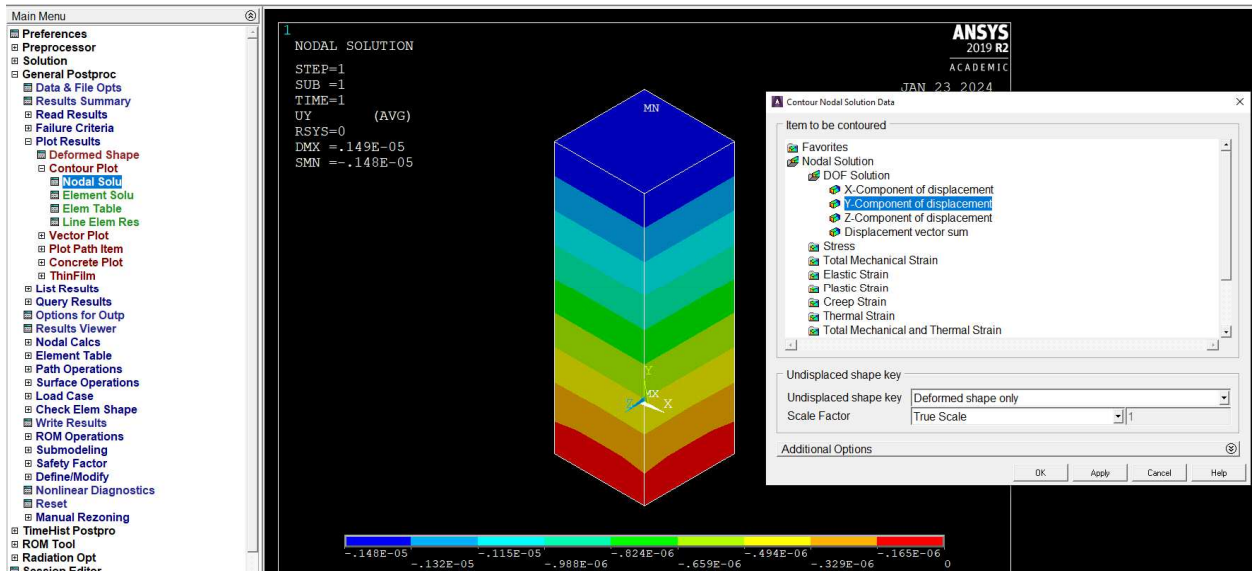 Main Menu
Preferences
Preprocessor
Solution
General Postproc
Data & File Opts
Results Summary
Read Results
Failure Criteria
Plot Results
Deformed Shape
Contour Plot
Nodal Solu
Element Solu
Elem Table
Line Elem Res
Vector Plot
Plot Path Item
Concrete Plot
ThinFilm
List Results
Query Results
Options for Outp
Results Viewer
Nodal Calcs
Element Table
Path Operations
Surface Operations
Load Case
Check Elem Shape
Write Results
ROM Operations
Submodeling
Safety Factor
Define/Modify
Nonlinear Diagnostics
Reset
Manual Rezoning
TimeHist Postpro
ROM Tool
Radiation Opt
Session Editor
1
NODAL SOLUTION
STEP=1
SUB =1
TIME=1
UY (AVG)
RSYS=0
DMX =.149E-05
SMN =-.148E-05
ANSYS
2019 R2
ACADEMIC
JAN 23 2024
MN
Y
MX
Z X
-.148E-05 -.115E-05 -.824E-06 -.494E-06 -.165E-06
-.132E-05 -.988E-06 -.659E-06 -.329E-06 0
Contour Nodal Solution Data
Item to be contoured
Favorites
Nodal Solution
DOF Solution
X-Component of displacement
Y-Component of displacement
Z-Component of displacement
Displacement vector sum
Stress
Total Mechanical Strain
Elastic Strain
Plastic Strain
Creep Strain
Thermal Strain
Total Mechanical and Thermal Strain
Undisplaced shape key
Undisplaced shape key Deformed shape only
Scale Factor True Scale 1
Additional Options
OK Apply Cancel Help